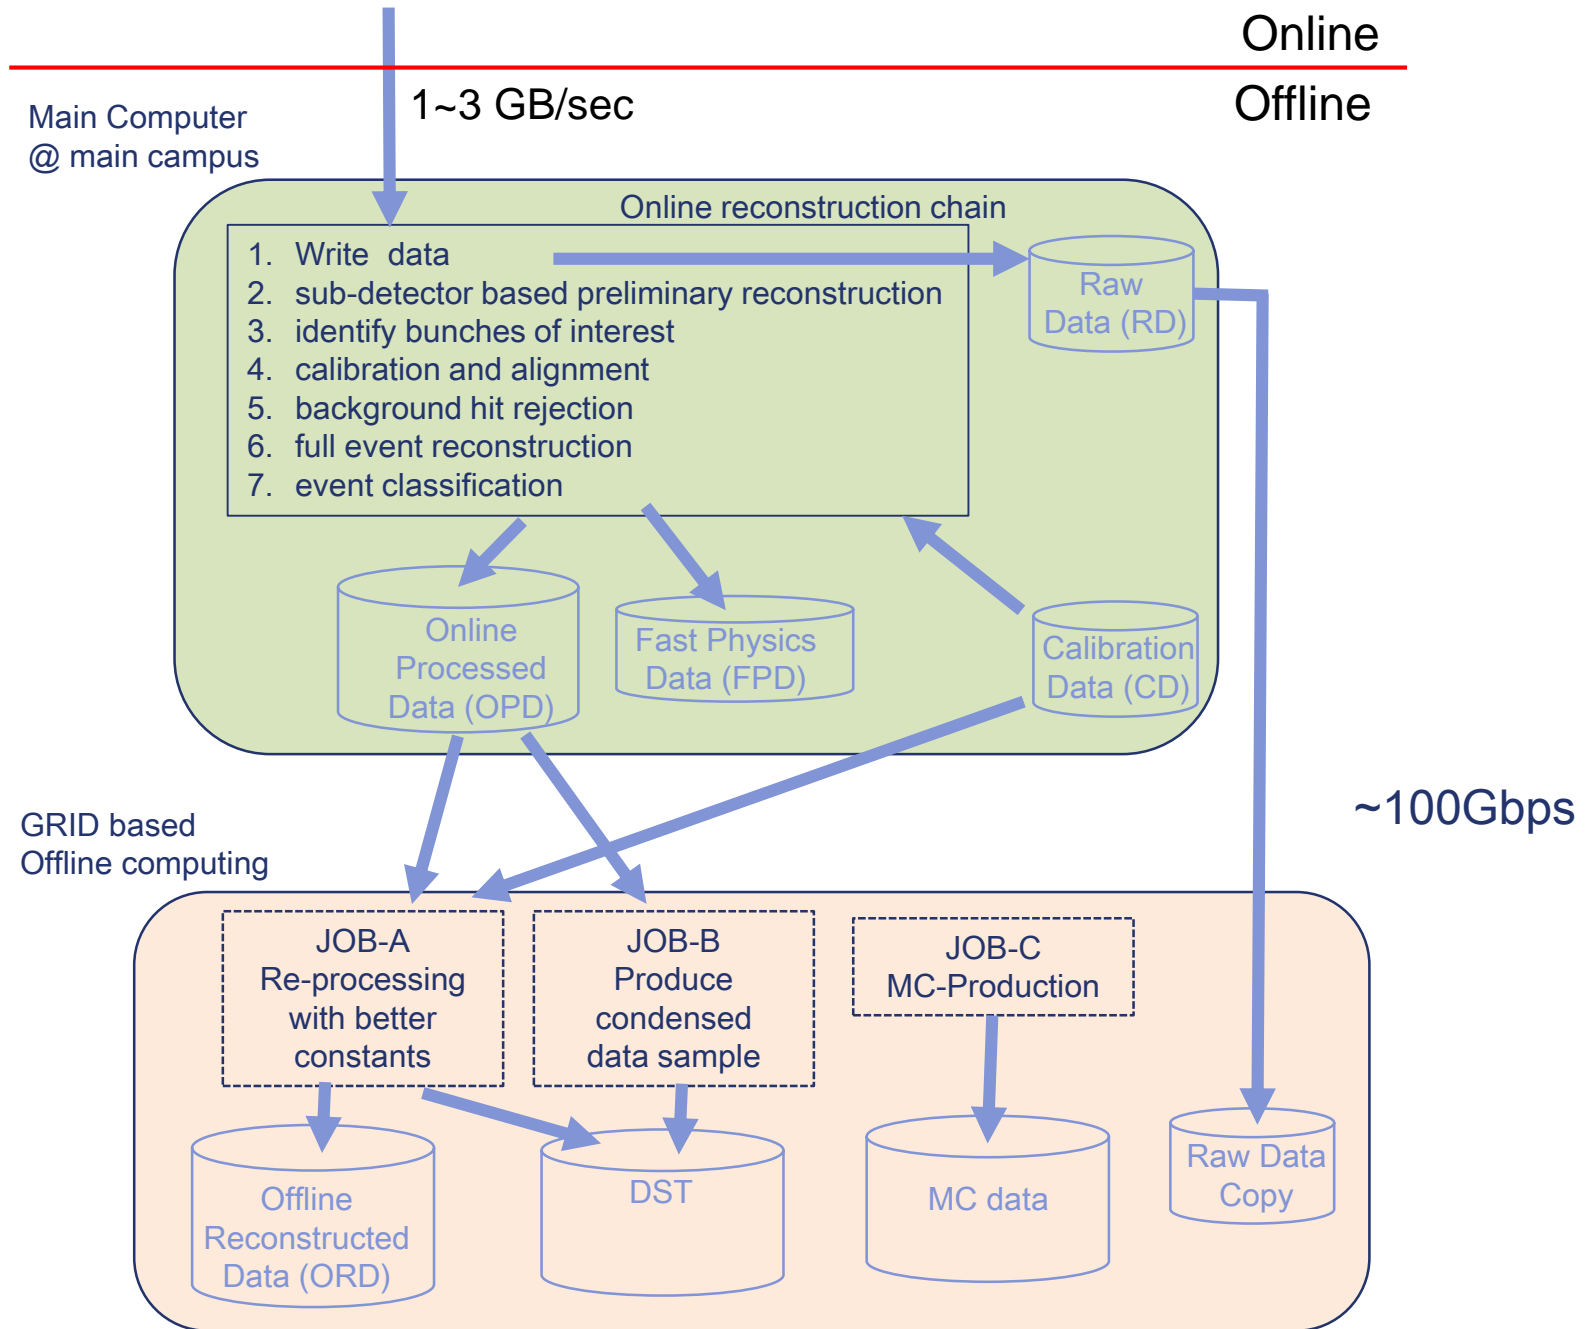 Online
1~3 GB/sec
Offline
Main Computer
@ main campus
Online reconstruction chain
1. Write data
2. sub-detector based preliminary reconstruction
3. identify bunches of interest
4. calibration and alignment
5. background hit rejection
6. full event reconstruction
7. event classification
Raw
Data (RD)
Online
Processed
Data (OPD)
Fast Physics
Data (FPD)
Calibration
Data (CD)
~100Gbps
GRID based
Offline computing
JOB-A
Re-processing
with better
constants
JOB-B
Produce
condensed
data sample
JOB-C
MC-Production
Offline
Reconstructed
Data (ORD)
DST
MC data
Raw Data
Copy